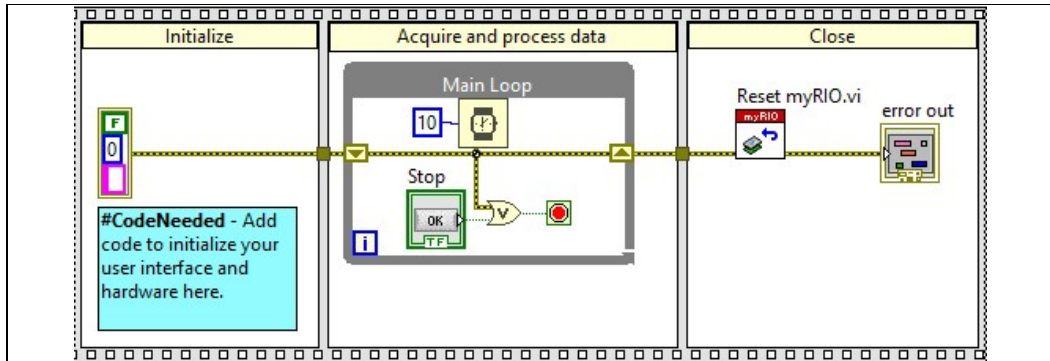 Initialize
Acquire and process data
Close
Main Loop
10
Reset myRIO.vi
myRIO
error out
F
0
Stop
OK
TF
V
i
#CodeNeeded - Add
code to initialize your
user interface and
hardware here.